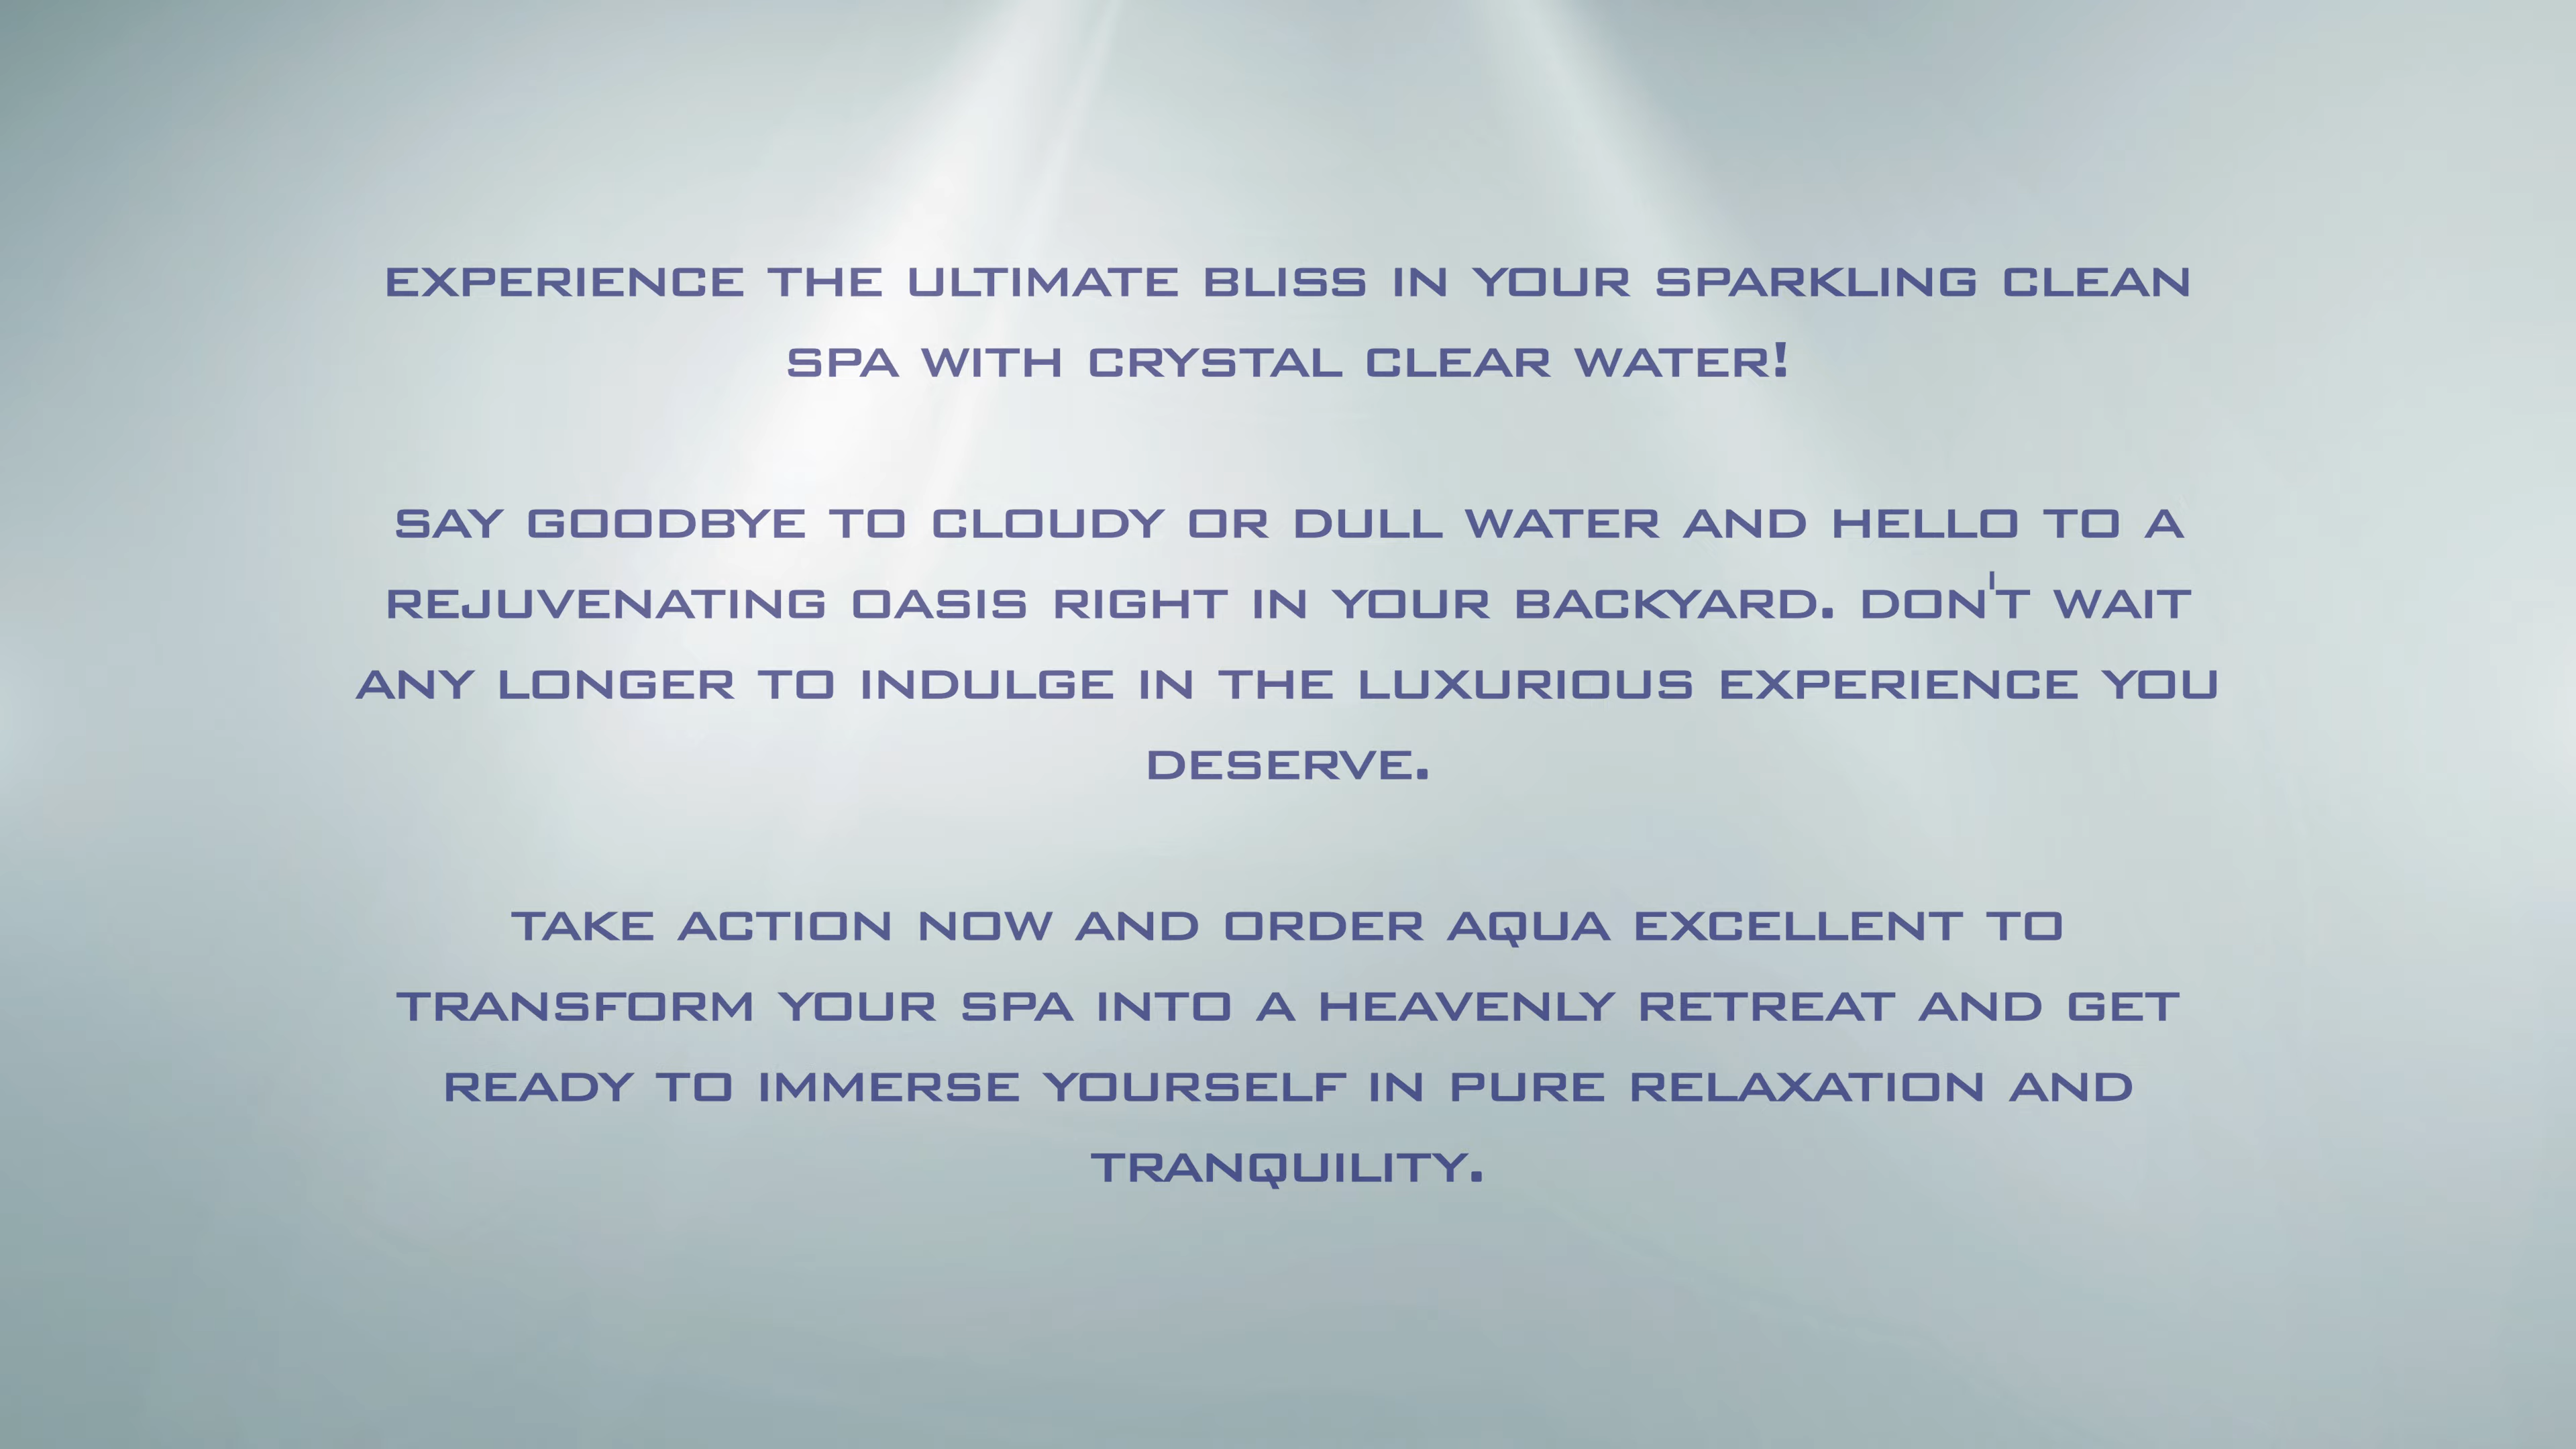 EXPERIENCE THE ULTIMATE BLISS IN YOUR SPARKLING CLEAN
SPA WITH CRYSTAL CLEAR WATER!
SAY GOODBYE TO CLOUDY OR DULL WATER AND HELLO TO A
REJUVENATING OASIS RIGHT IN YOUR BACKYARD. DON'T WAIT
ANY LONGER TO INDULGE IN THE LUXURIOUS EXPERIENCE YOU
DESERVE.
TAKE ACTION NOW AND ORDER AQUA EXCELLENT TO
TRANSFORM YOUR SPA INTO A HEAVENLY RETREAT AND GET
READY TO IMMERSE YOURSELF IN PURE RELAXATION AND
TRANQUILITY.